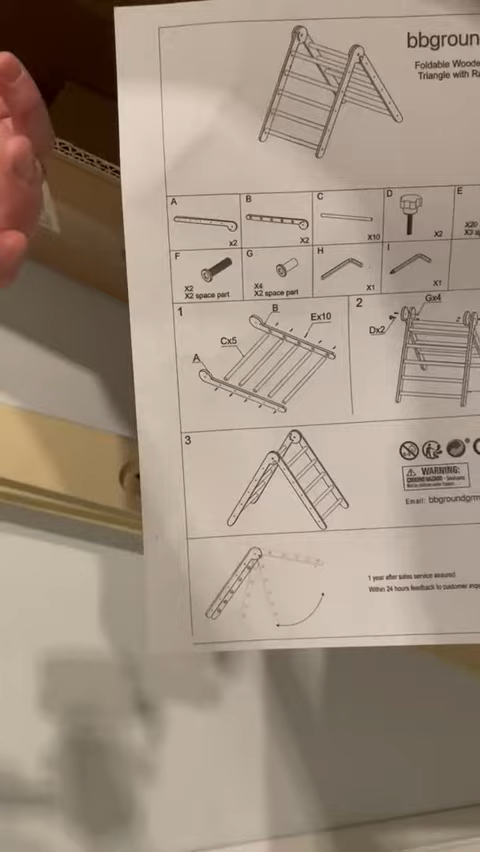 bbgroun
Foldable Woode
Triangle with Ra
A
x2
B
X2
C
X10
D
X2
E
X20
F
X2
X2 space part
G
X4
X2 space part
H
X1
I
X1
1
B
Ex10
Cx5
A
2
Gx4
Dx2
3
WARNING:
Email: bbgroundgm
1 year after sales service assured
Within 24 hours feedback to customer inqu